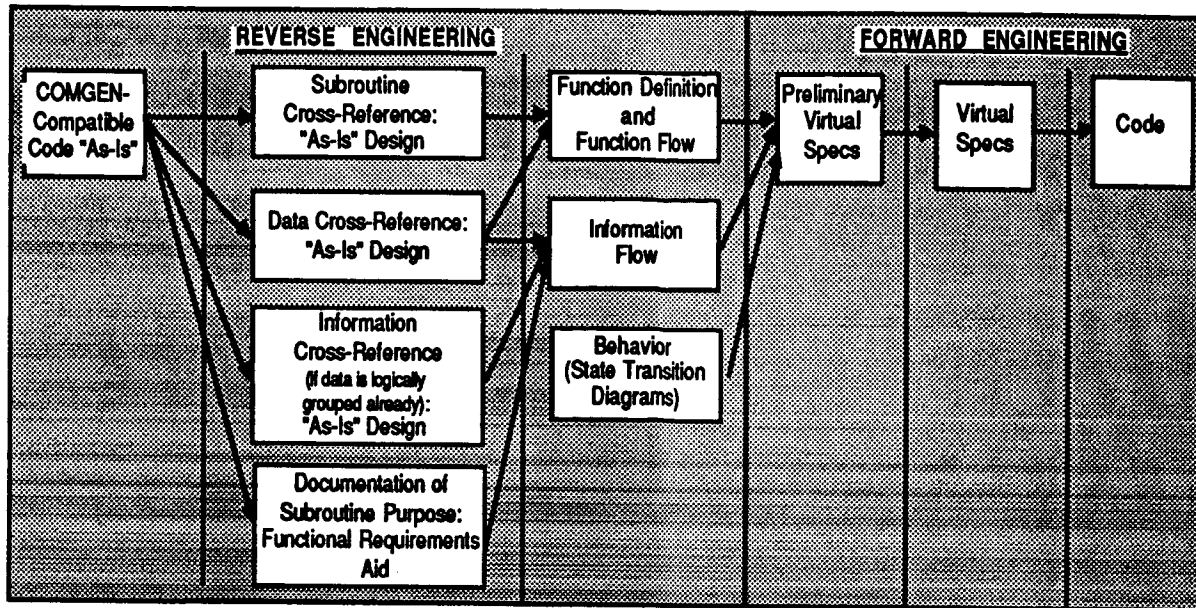 REVERSE ENGINEERING
FORWARD ENGINEERING
COMGEN-
Compatible
Code "As-Is"
Subroutine
Cross-Reference:
"As-Is" Design
Data Cross-Reference:
"As-Is" Design
Information
Cross-Reference
(If data is logically
grouped already):
"As-Is" Design
Documentation of
Subroutine Purpose:
Functional Requirements
Aid
Function Definition
and
Function Flow
Information
Flow
Behavior
(State Transition
Diagrams)
Preliminary
Virtual
Specs
Virtual
Specs
Code